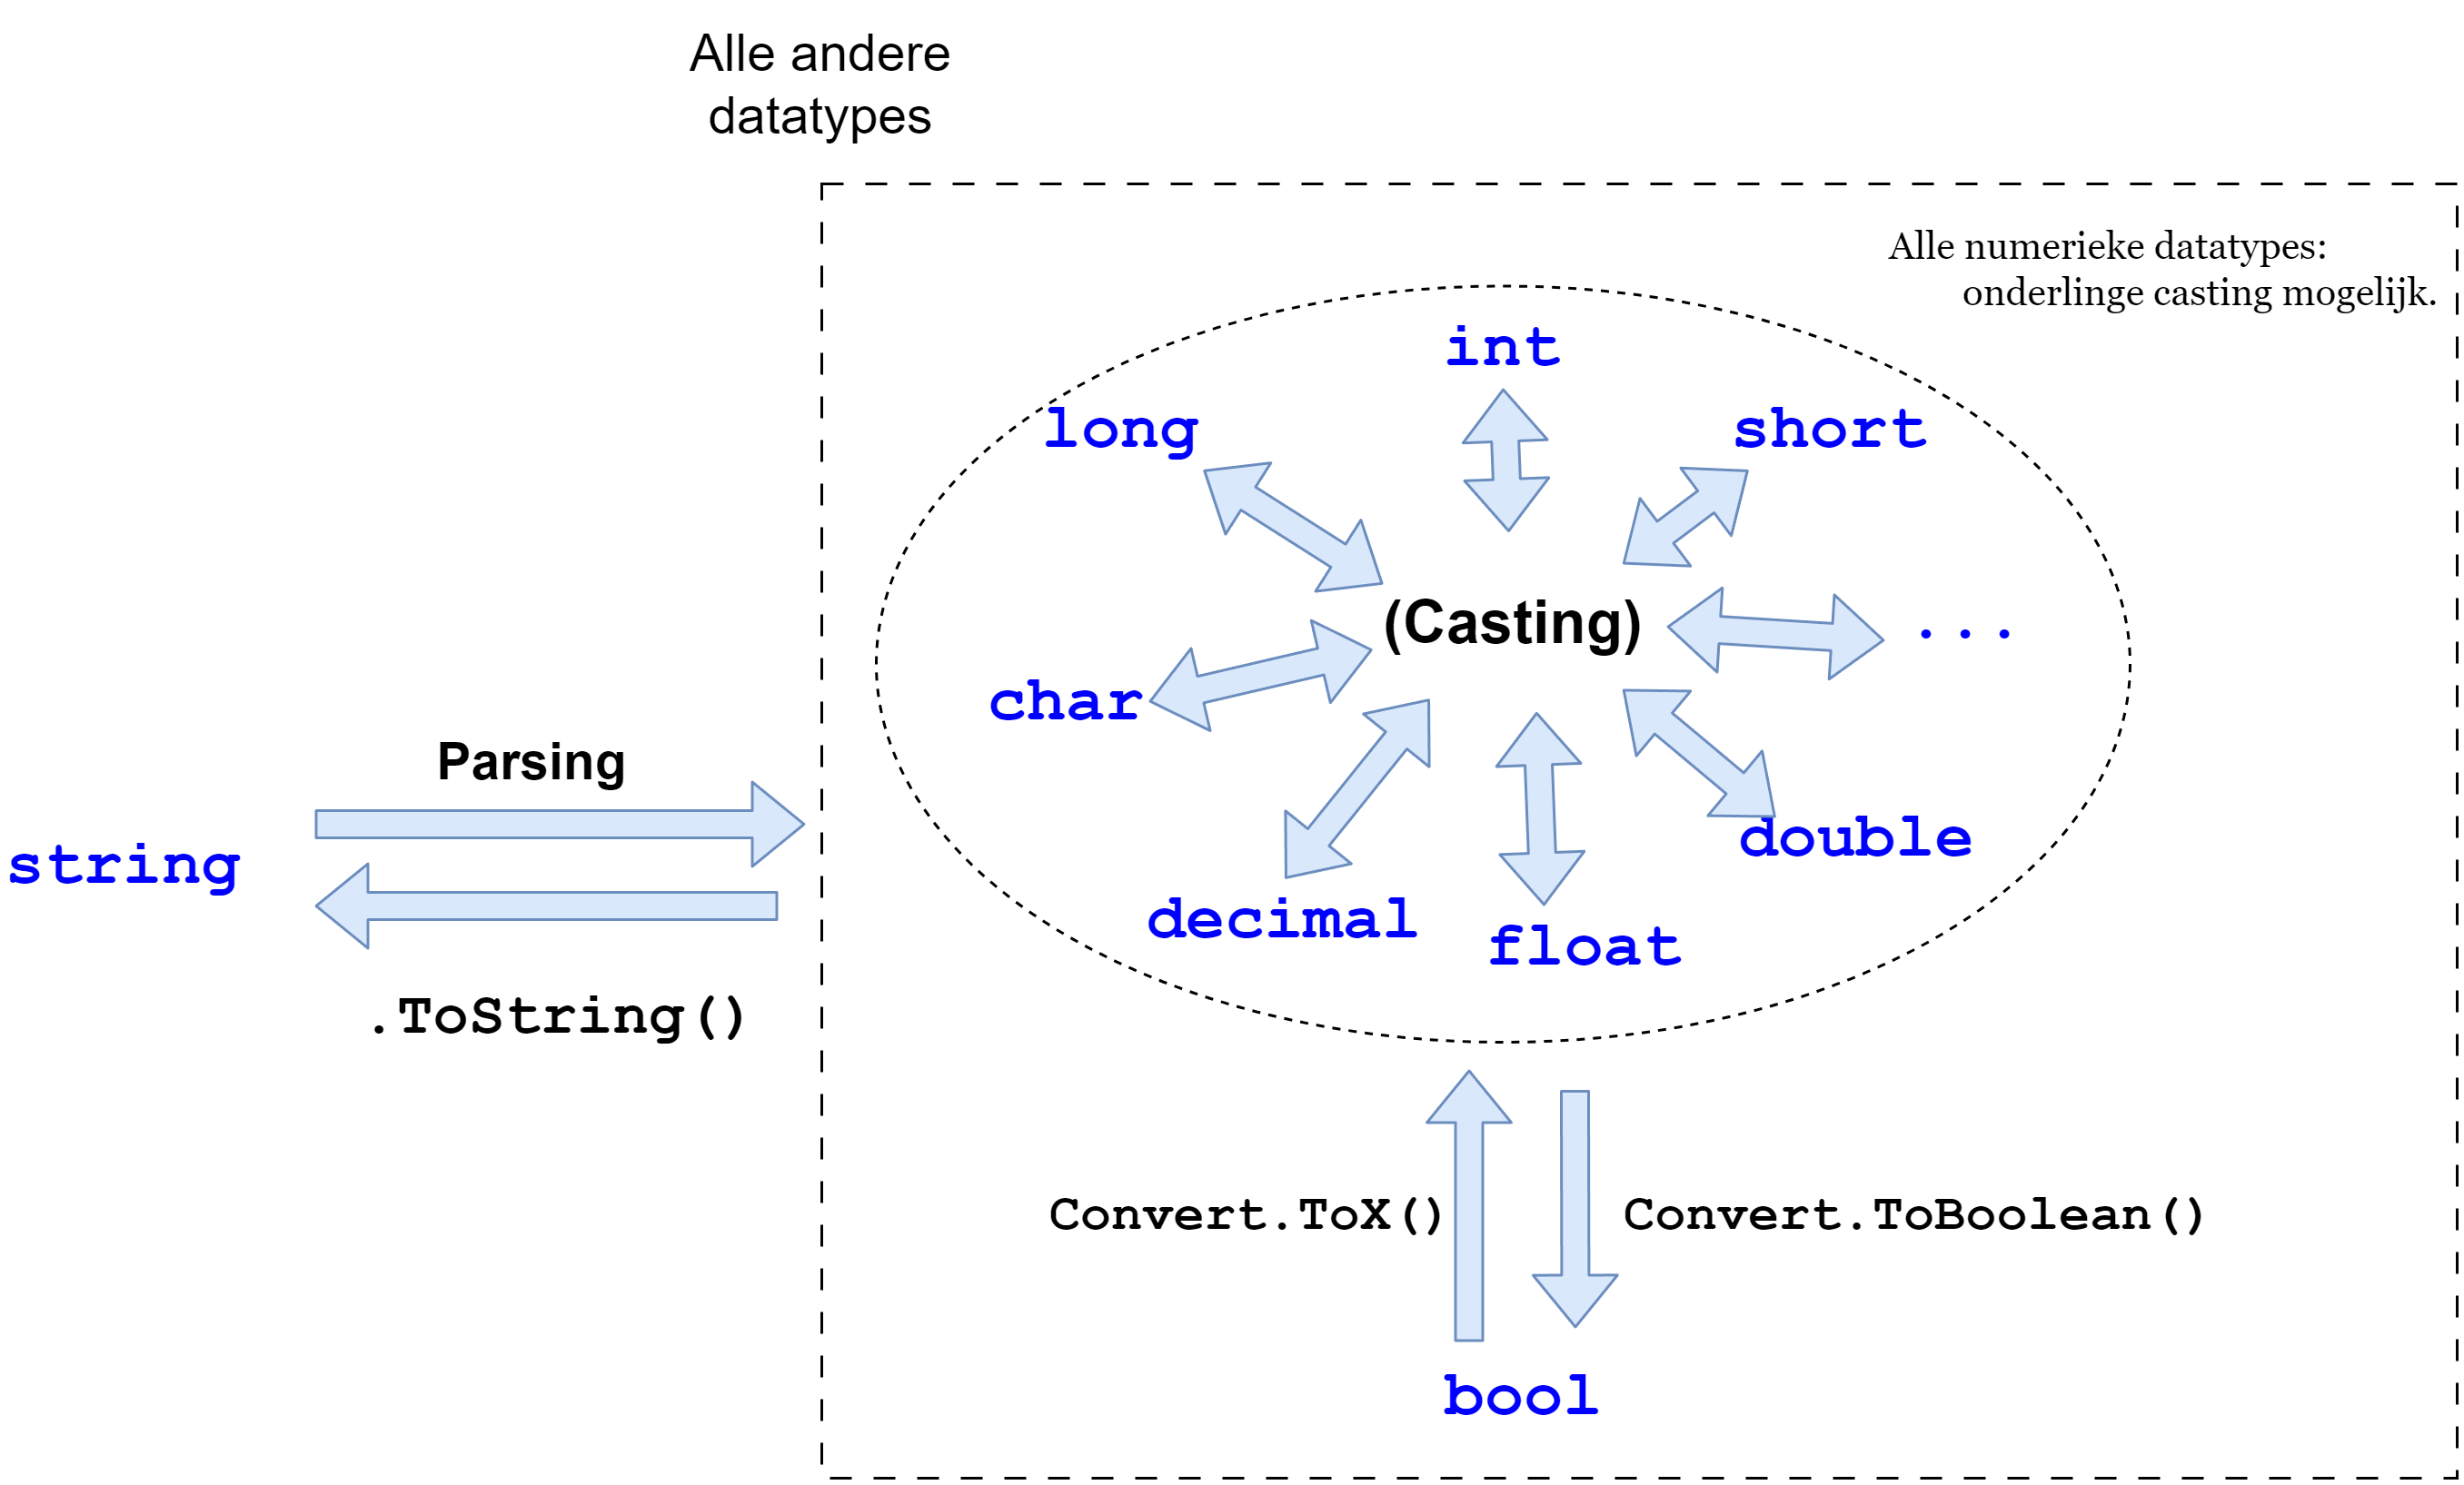 Alle andere
datatypes
Alle numerieke datatypes:
onderlinge casting mogelijk.
int
long
short
(Casting)
...
char
Parsing
string
double
decimal
float
.ToString()
Convert.ToX()
Convert.ToBoolean()
bool